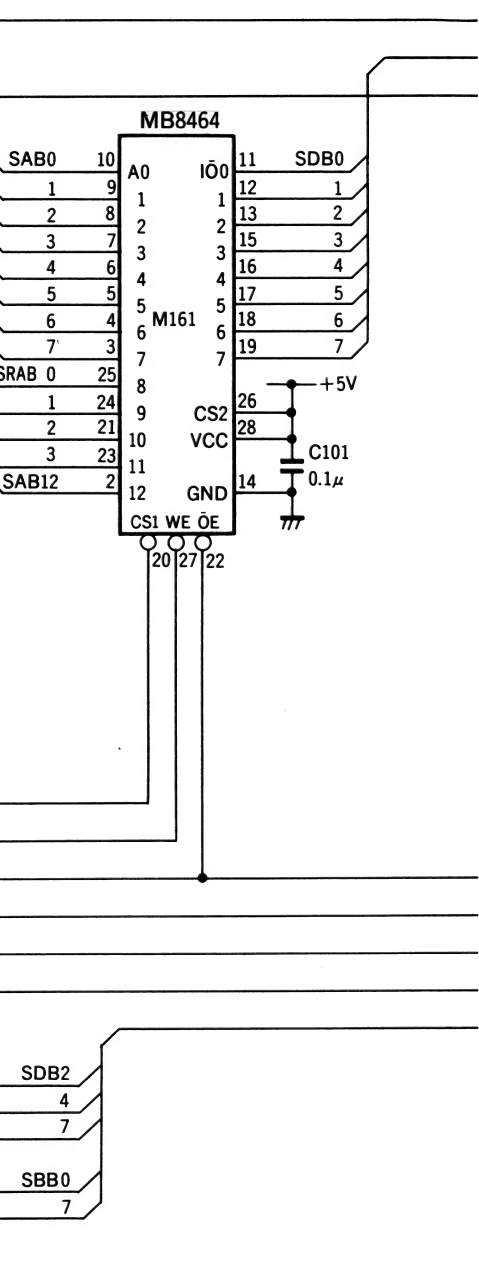 MB8464
SAB0 10 A0 IŌ0 11 SDB0
1 9 1 1 12 1
2 8 2 2 13 2
3 7 3 3 15 3
4 6 4 4 16 4
5 5 5 5 17 5
6 4 6 M161 6 18 6
7 3 7 7 19 7
SRAB 0 25 8 +5V
1 24 9 CS2 26
2 21 10 VCC 28
3 23 11 C101
SAB12 2 12 GND 14 0.1μ
CS1 WE ŌE
20 27 22
SDB2
4
7
SBB0
7